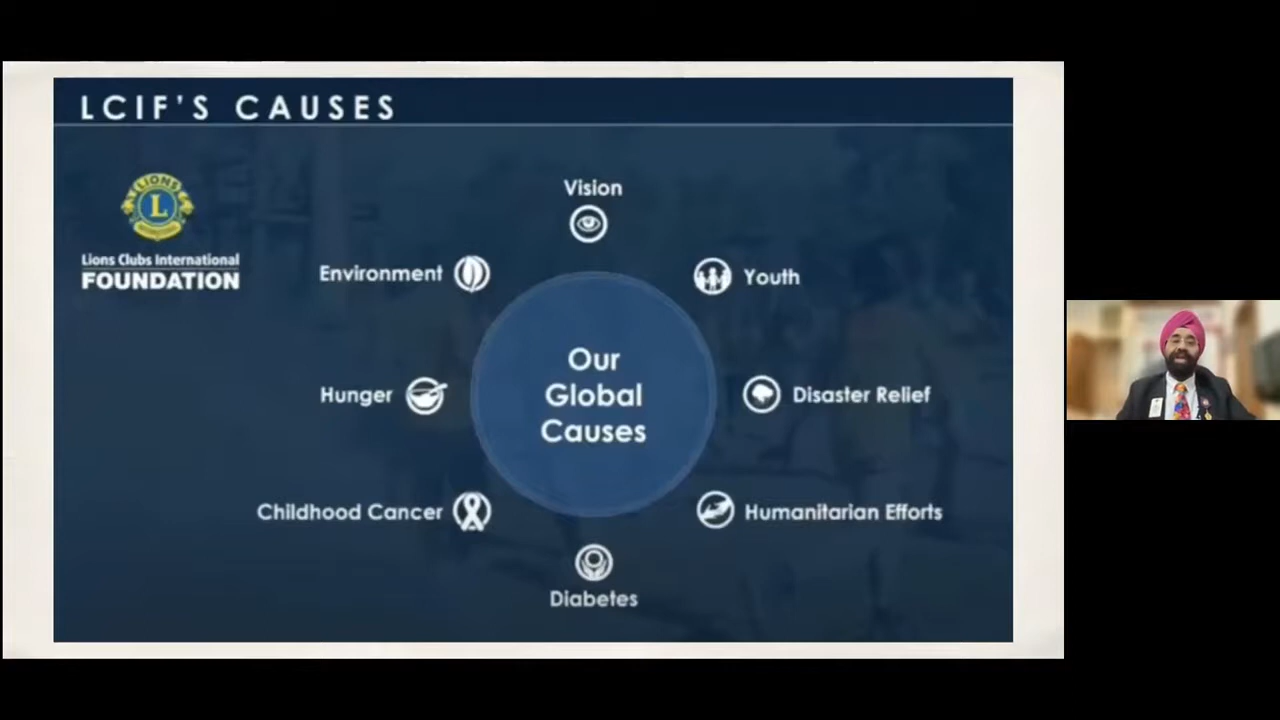 LCIF'S CAUSES
LIONS
L
Lions Clubs International
FOUNDATION
Vision
Environment
Youth
Our
Global
Causes
Hunger
Disaster Relief
Childhood Cancer
Humanitarian Efforts
Diabetes